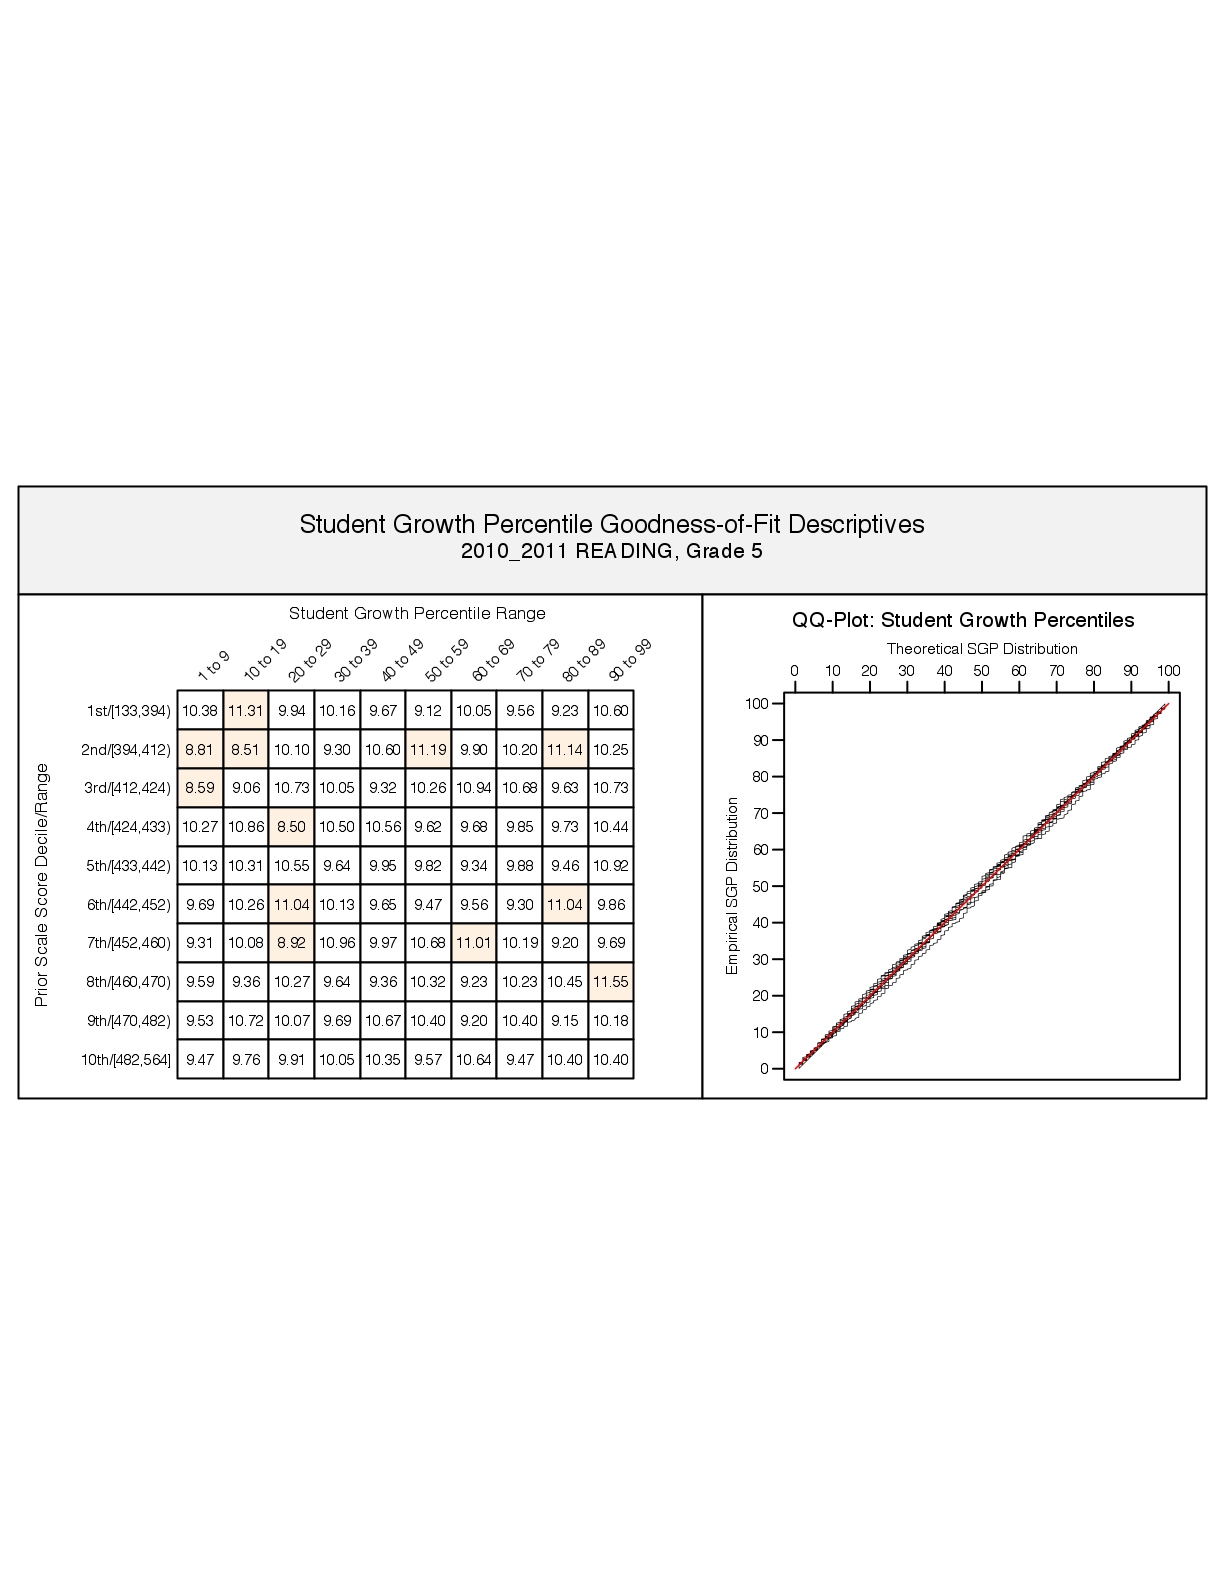 Student Growth Percentile Goodness-of-Fit Descriptives
2010_2011 READING, Grade 5
Student Growth Percentile Range
1 to 9 10 to 19 20 to 29 30 to 39 40 to 49 50 to 59 60 to 69 70 to 79 80 to 89 90 to 99
Prior Scale Score Decile/Range
1st/[133,394) 10.38 11.31 9.94 10.16 9.67 9.12 10.05 9.56 9.23 10.60
2nd/[394,412) 8.81 8.51 10.10 9.30 10.60 11.19 9.90 10.20 11.14 10.25
3rd/[412,424) 8.59 9.06 10.73 10.05 9.32 10.26 10.94 10.68 9.63 10.73
4th/[424,433) 10.27 10.86 8.50 10.50 10.56 9.62 9.68 9.85 9.73 10.44
5th/[433,442) 10.13 10.31 10.55 9.64 9.95 9.82 9.34 9.88 9.46 10.92
6th/[442,452) 9.69 10.26 11.04 10.13 9.65 9.47 9.56 9.30 11.04 9.86
7th/[452,460) 9.31 10.08 8.92 10.96 9.97 10.68 11.01 10.19 9.20 9.69
8th/[460,470) 9.59 9.36 10.27 9.64 9.36 10.32 9.23 10.23 10.45 11.55
9th/[470,482) 9.53 10.72 10.07 9.69 10.67 10.40 9.20 10.40 9.15 10.18
10th/[482,564] 9.47 9.76 9.91 10.05 10.35 9.57 10.64 9.47 10.40 10.40
QQ-Plot: Student Growth Percentiles
Theoretical SGP Distribution
0 10 20 30 40 50 60 70 80 90 100
Empirical SGP Distribution
100
90
80
70
60
50
40
30
20
10
0